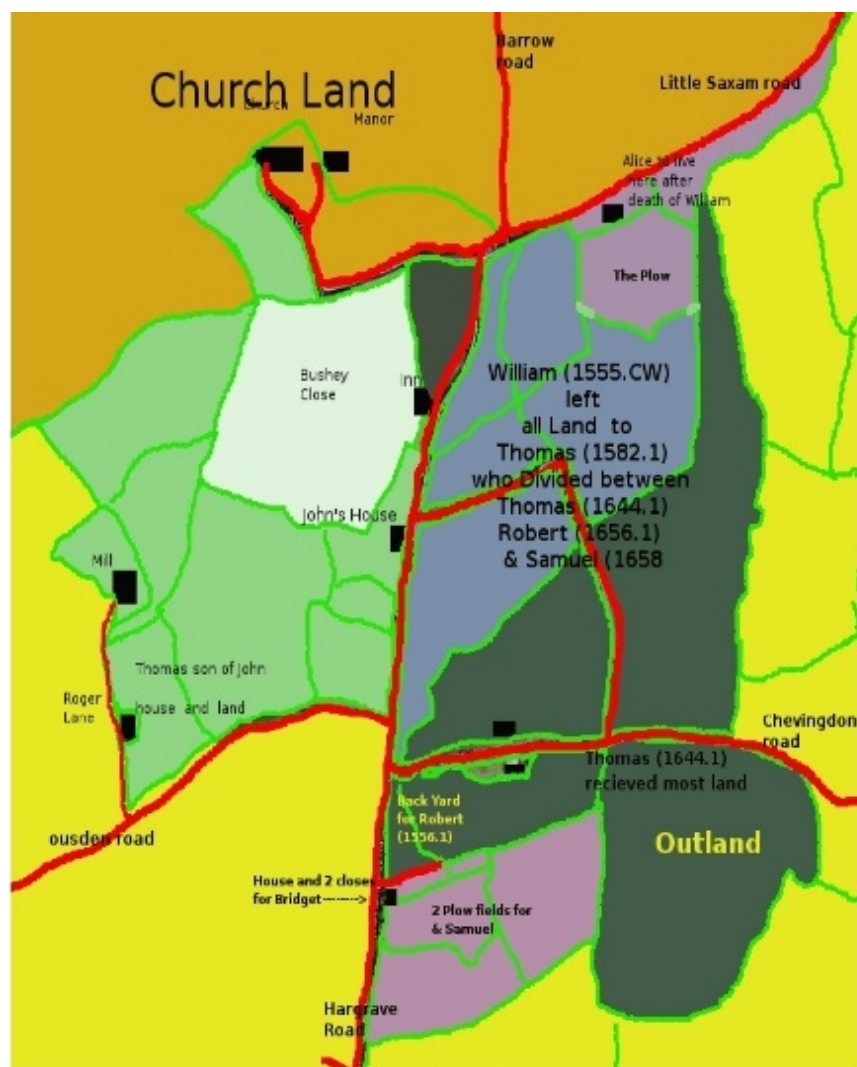 Barrow
road
Little Saxam road
Church Land
Church
Manor
Alice to live
here after
death of William
The Plow
Bushey
Close
Inn
William (1555.CW)
left
all Land to
Thomas (1582.1)
who Divided between
Thomas (1644.1)
Robert (1656.1)
& Samuel (1658
John's House
Mill
Thomas son of John
house and land
Roger
Lane
Chevingdon
road
Thomas (1644.1)
recieved most land
Back Yard
for Robert
(1556.1)
Outland
ousden road
House and 2 closes
for Bridget--------->
2 Plow fields for
& Samuel
Hargrave
Road